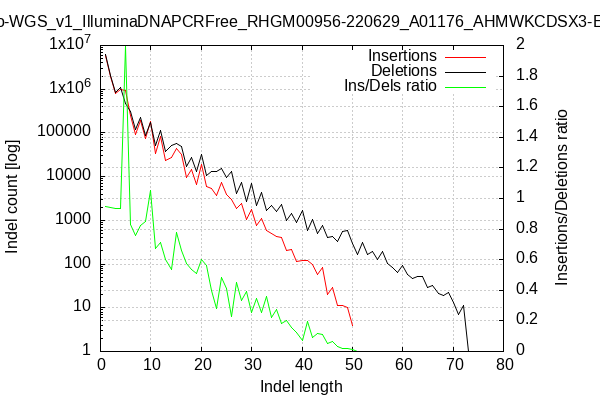 o-WGS_v1_IlluminaDNAPCRFree_RHGM00956-220629_A01176_AHMWKCDSX3-E
Insertions
Deletions
Ins/Dels ratio
Indel count [log]
1x10^7
1x10^6
100000
10000
1000
100
10
1
Insertions/Deletions ratio
2
1.8
1.6
1.4
1.2
1
0.8
0.6
0.4
0.2
0
0 10 20 30 40 50 60 70 80
Indel length